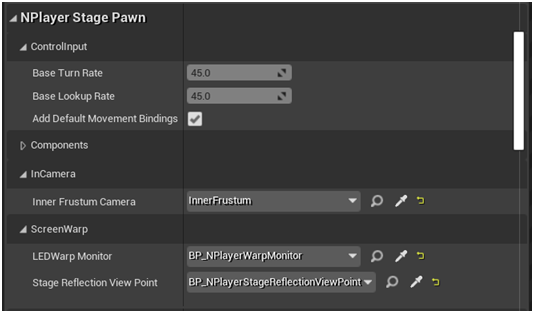 NPlayer Stage Pawn
ControlInput
Base Turn Rate 45.0
Base Lookup Rate 45.0
Add Default Movement Bindings
Components
InCamera
Inner Frustum Camera InnerFrustum
ScreenWarp
LEDWarp Monitor BP_NPlayerWarpMonitor
Stage Reflection View Point BP_NPlayerStageReflectionViewPoint